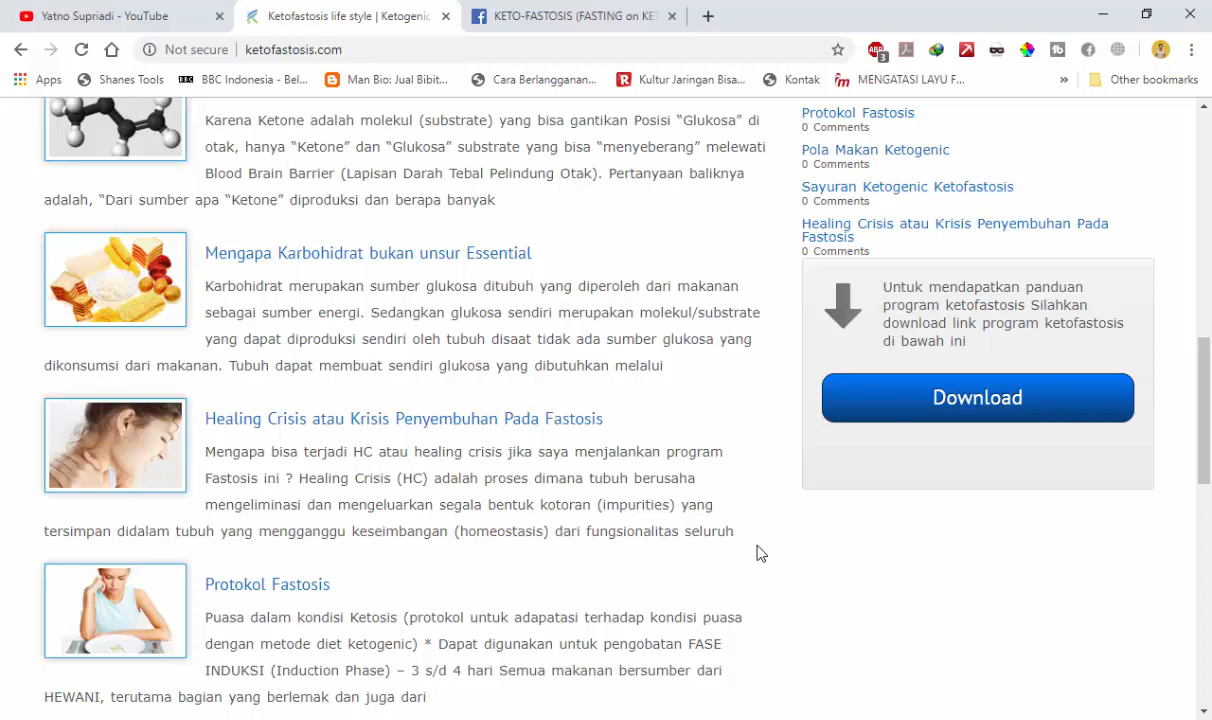 Yatno Supriadi - YouTube
Ketofastosis life style | Ketogenic
KETO-FASTOSIS (FASTING on KET
Not secure | ketofastosis.com
Apps
Shanes Tools
BBC Indonesia - Bel...
Man Bio: Jual Bibit...
Cara Berlangganan...
Kultur Jaringan Bisa...
Kontak
MENGATASI LAYU F...
»
Other bookmarks
Karena Ketone adalah molekul (substrate) yang bisa gantikan Posisi “Glukosa” di
otak, hanya “Ketone” dan “Glukosa” substrate yang bisa “menyeberang” melewati
Blood Brain Barrier (Lapisan Darah Tebal Pelindung Otak). Pertanyaan baliknya
adalah, “Dari sumber apa “Ketone” diproduksi dan berapa banyak
Mengapa Karbohidrat bukan unsur Essential
Karbohidrat merupakan sumber glukosa ditubuh yang diperoleh dari makanan
sebagai sumber energi. Sedangkan glukosa sendiri merupakan molekul/substrate
yang dapat diproduksi sendiri oleh tubuh disaat tidak ada sumber glukosa yang
dikonsumsi dari makanan. Tubuh dapat membuat sendiri glukosa yang dibutuhkan melalui
Healing Crisis atau Krisis Penyembuhan Pada Fastosis
Mengapa bisa terjadi HC atau healing crisis jika saya menjalankan program
Fastosis ini ? Healing Crisis (HC) adalah proses dimana tubuh berusaha
mengeliminasi dan mengeluarkan segala bentuk kotoran (impurities) yang
tersimpan didalam tubuh yang mengganggu keseimbangan (homeostasis) dari fungsionalitas seluruh
Protokol Fastosis
Puasa dalam kondisi Ketosis (protokol untuk adapatasi terhadap kondisi puasa
dengan metode diet ketogenic) * Dapat digunakan untuk pengobatan FASE
INDUKSI (Induction Phase) – 3 s/d 4 hari Semua makanan bersumber dari
HEWANI, terutama bagian yang berlemak dan juga dari
Protokol Fastosis
0 Comments
Pola Makan Ketogenic
0 Comments
Sayuran Ketogenic Ketofastosis
0 Comments
Healing Crisis atau Krisis Penyembuhan Pada
Fastosis
0 Comments
Untuk mendapatkan panduan
program ketofastosis Silahkan
download link program ketofastosis
di bawah ini
Download